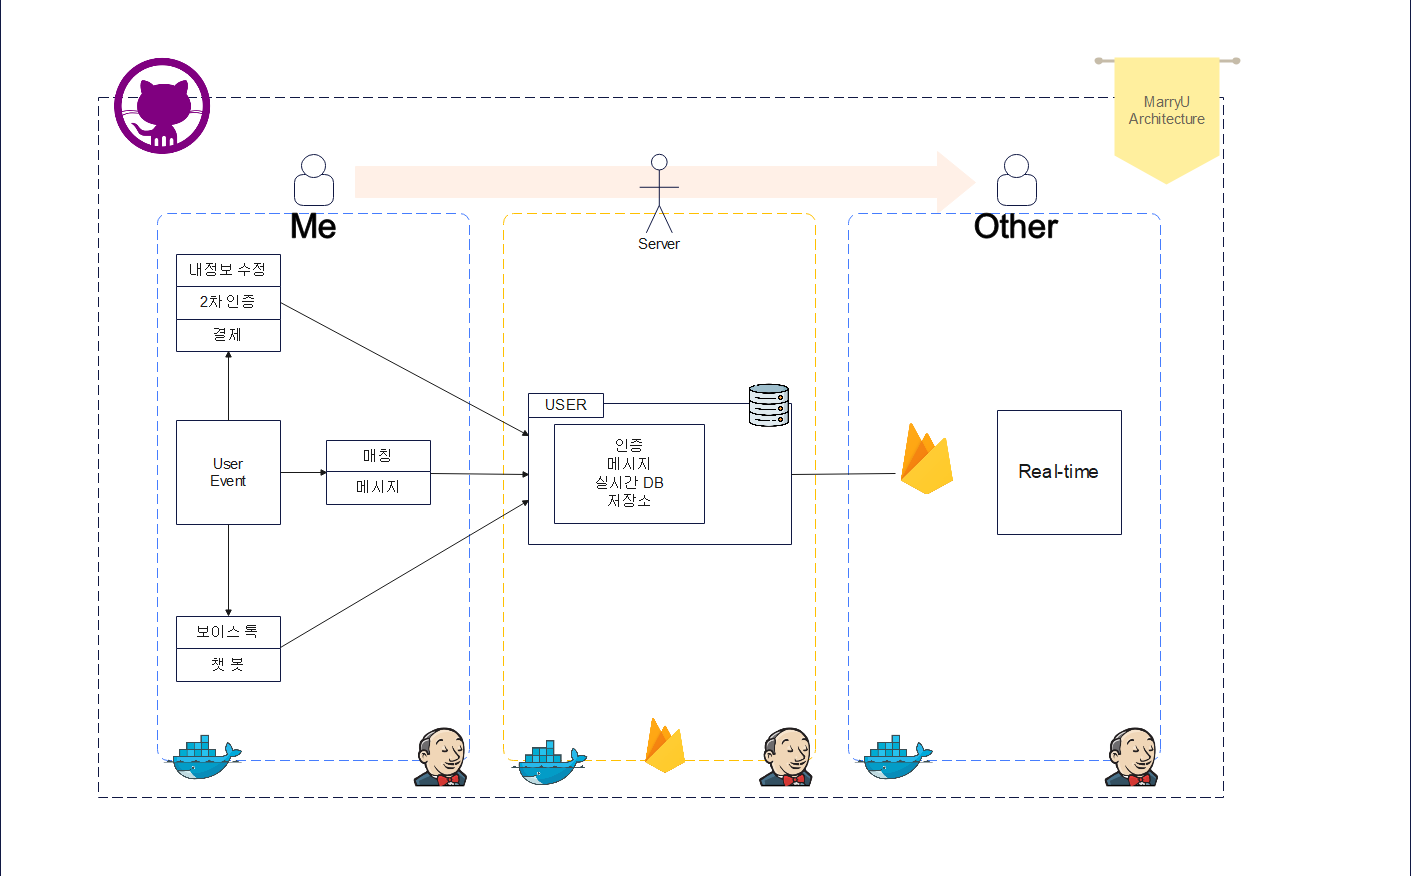 MarryU
Architecture
Me
Server
Other
내정보 수정
2차 인증
결제
User
Event
매칭
메시지
보이스 톡
챗 봇
USER
인증
메시지
실시간 DB
저장소
Real-time